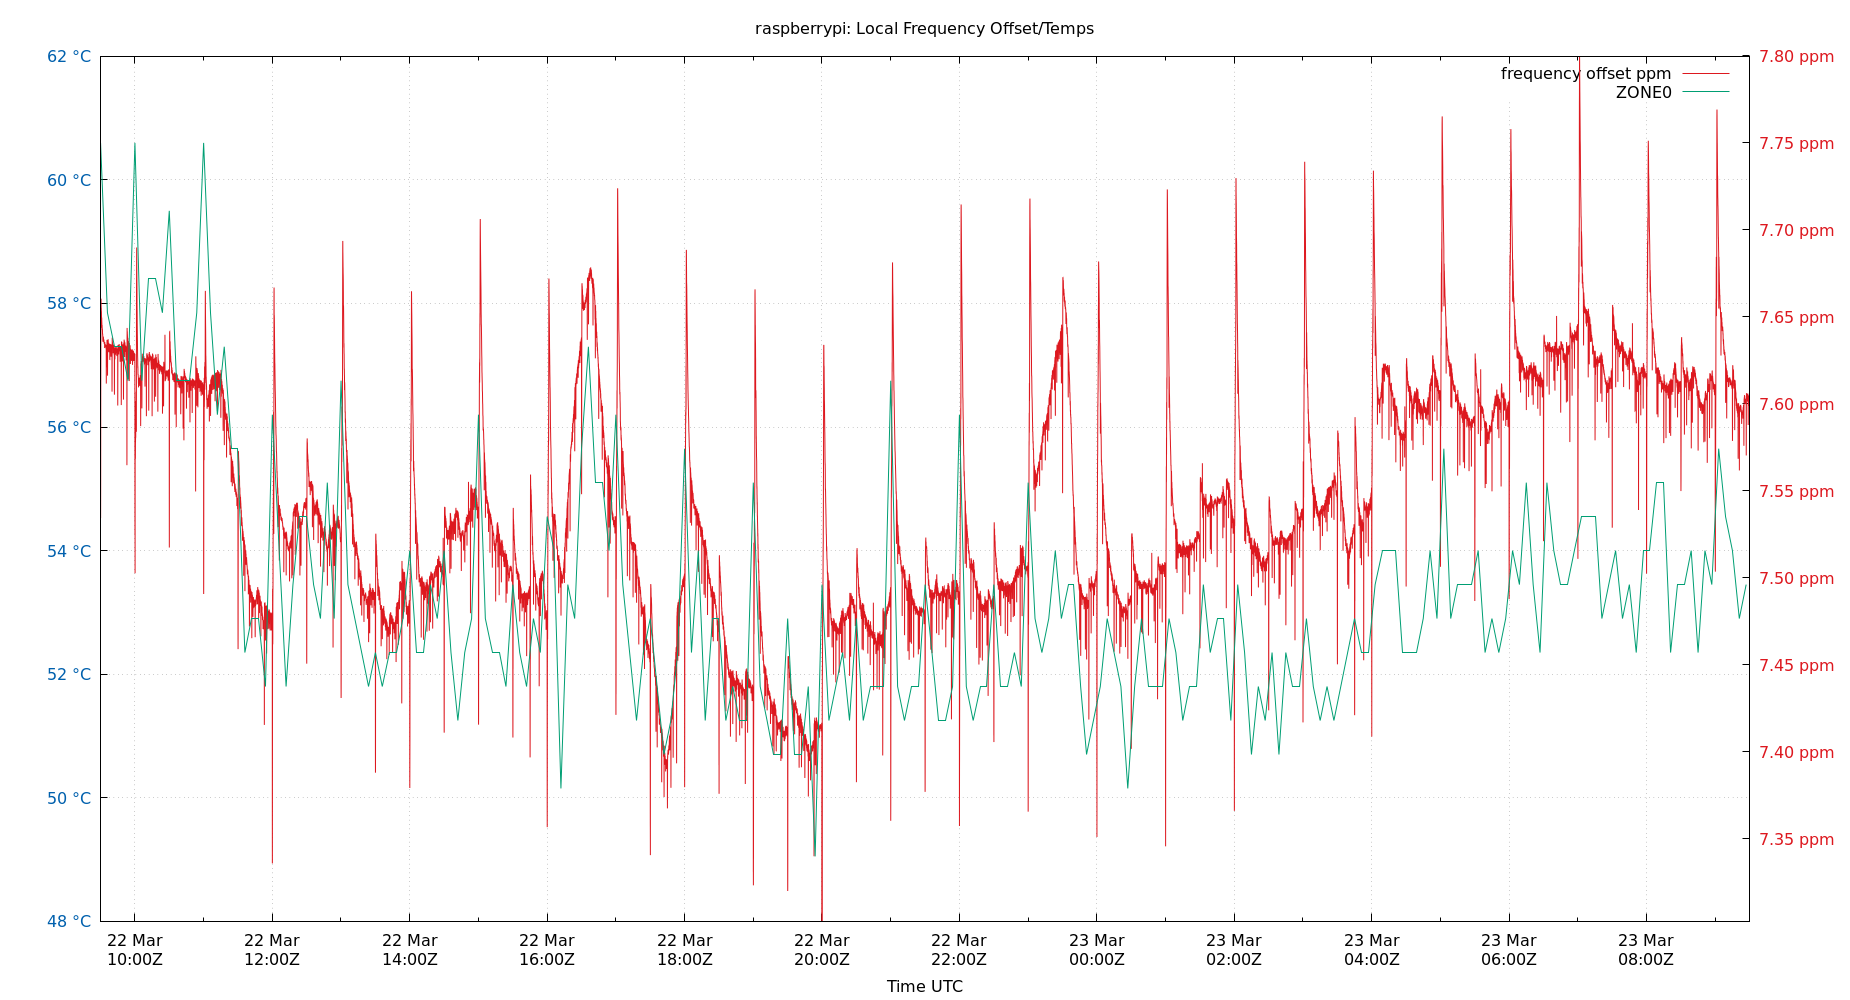 raspberrypi: Local Frequency Offset/Temps
62 °C
60 °C
58 °C
56 °C
54 °C
52 °C
50 °C
48 °C
7.80 ppm
7.75 ppm
7.70 ppm
7.65 ppm
7.60 ppm
7.55 ppm
7.50 ppm
7.45 ppm
7.40 ppm
7.35 ppm
frequency offset ppm
ZONE0
22 Mar
10:00Z
22 Mar
12:00Z
22 Mar
14:00Z
22 Mar
16:00Z
22 Mar
18:00Z
22 Mar
20:00Z
22 Mar
22:00Z
23 Mar
00:00Z
23 Mar
02:00Z
23 Mar
04:00Z
23 Mar
06:00Z
23 Mar
08:00Z
Time UTC